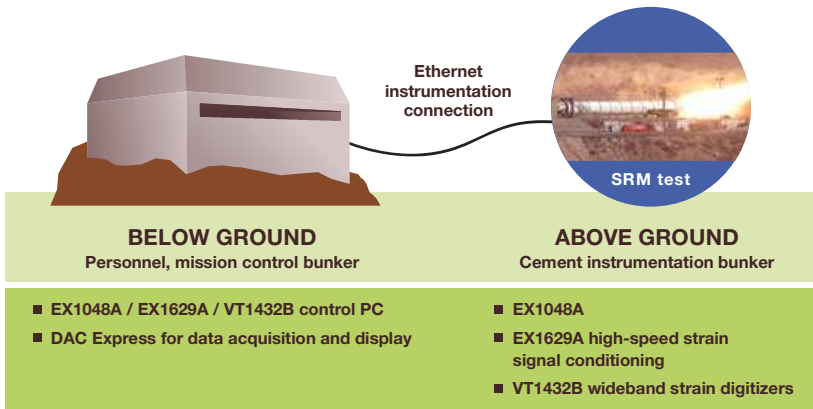 Ethernet
instrumentation
connection
SRM test
BELOW GROUND
Personnel, mission control bunker
■ EX1048A / EX1629A / VT1432B control PC
■ DAC Express for data acquisition and display
ABOVE GROUND
Cement instrumentation bunker
■ EX1048A
■ EX1629A high-speed strain
signal conditioning
■ VT1432B wideband strain digitizers